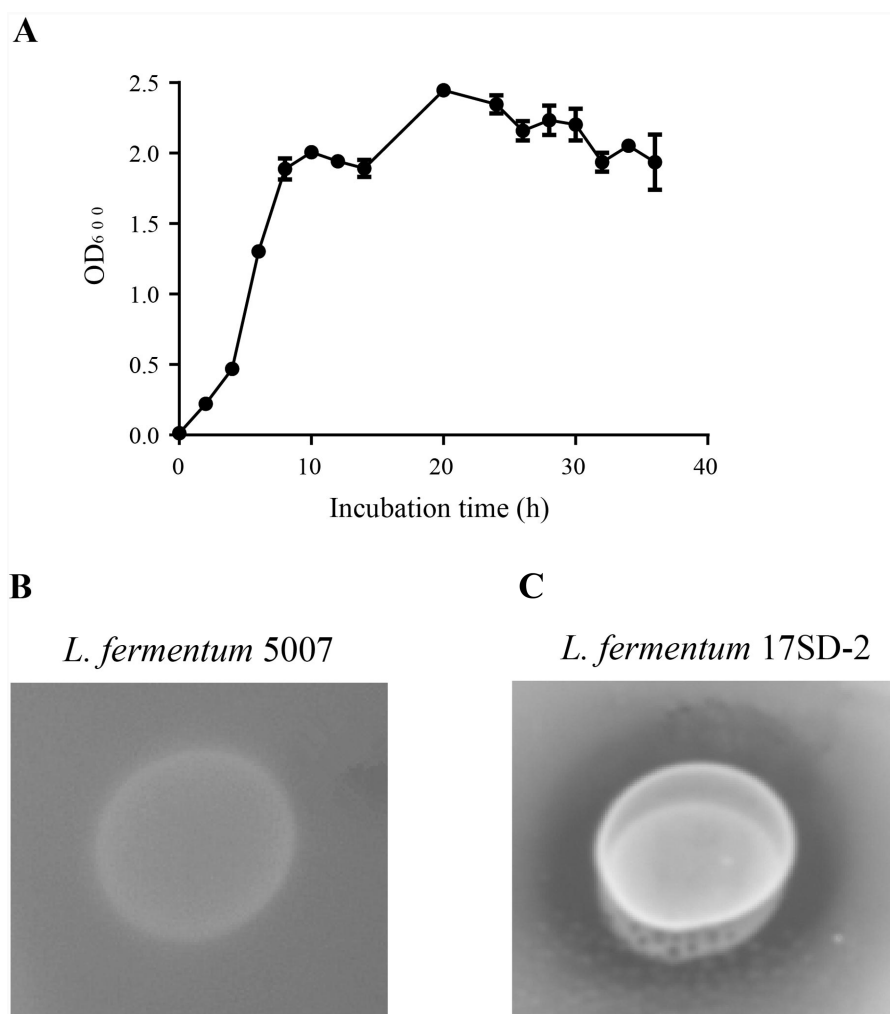 A
2.5
2.0
1.5
1.0
0.5
0.0
OD₆₀₀
0 10 20 30 40
Incubation time (h)
B
C
L. fermentum 5007
L. fermentum 17SD-2